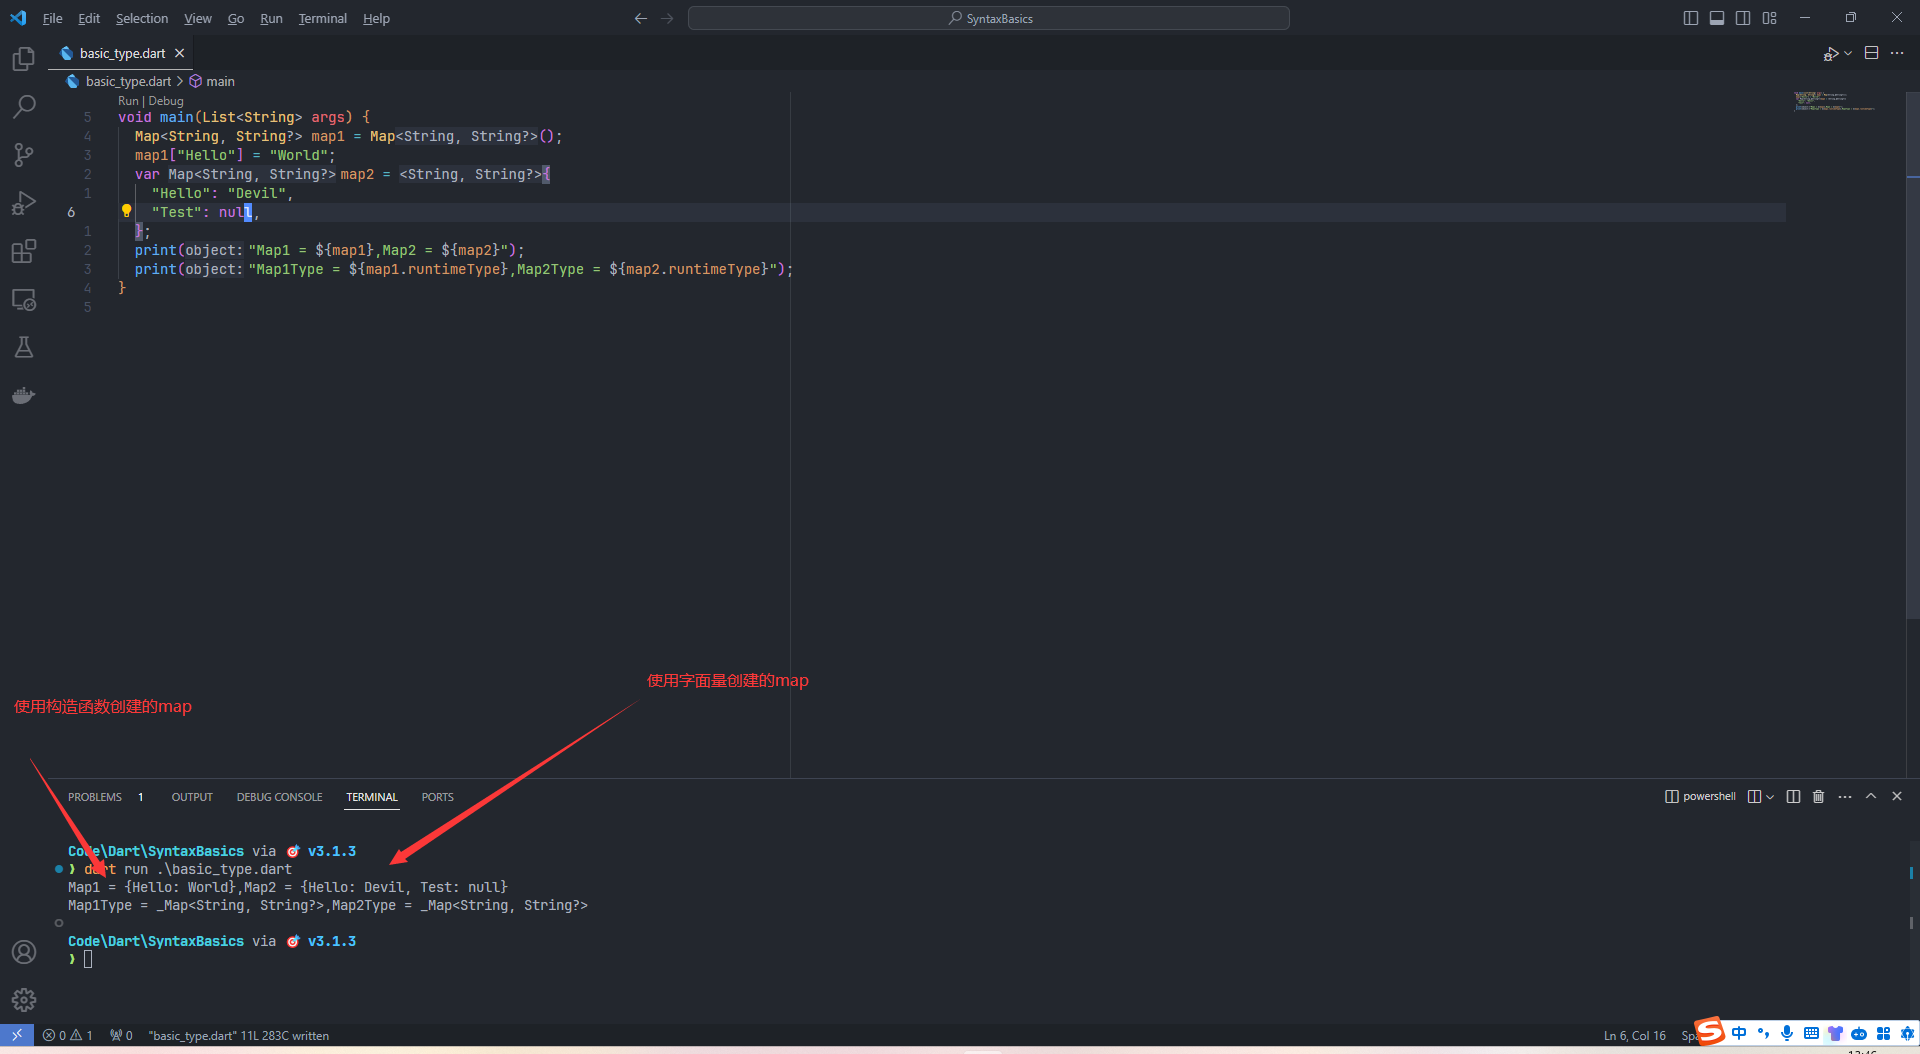 File Edit Selection View Go Run Terminal Help
SyntaxBasics
basic_type.dart
basic_type.dart > main
Run | Debug
5 void main(List<String> args) {
4 Map<String, String?> map1 = Map<String, String?>();
3 map1["Hello"] = "World";
2 var Map<String, String?> map2 = <String, String?>{
1 "Hello": "Devil",
6 "Test": null,
1 };
2 print(object: "Map1 = ${map1},Map2 = ${map2}");
3 print(object: "Map1Type = ${map1.runtimeType},Map2Type = ${map2.runtimeType}");
4 }
5
使用字面量创建的map
使用构造函数创建的map
PROBLEMS 1 OUTPUT DEBUG CONSOLE TERMINAL PORTS
powershell
Code\Dart\SyntaxBasics via 🎯 v3.1.3
❯ dart run .\basic_type.dart
Map1 = {Hello: World},Map2 = {Hello: Devil, Test: null}
Map1Type = _Map<String, String?>,Map2Type = _Map<String, String?>
Code\Dart\SyntaxBasics via 🎯 v3.1.3
❯
0 1 0 "basic_type.dart" 11L 283C written
Ln 6, Col 16 Spa
S 中